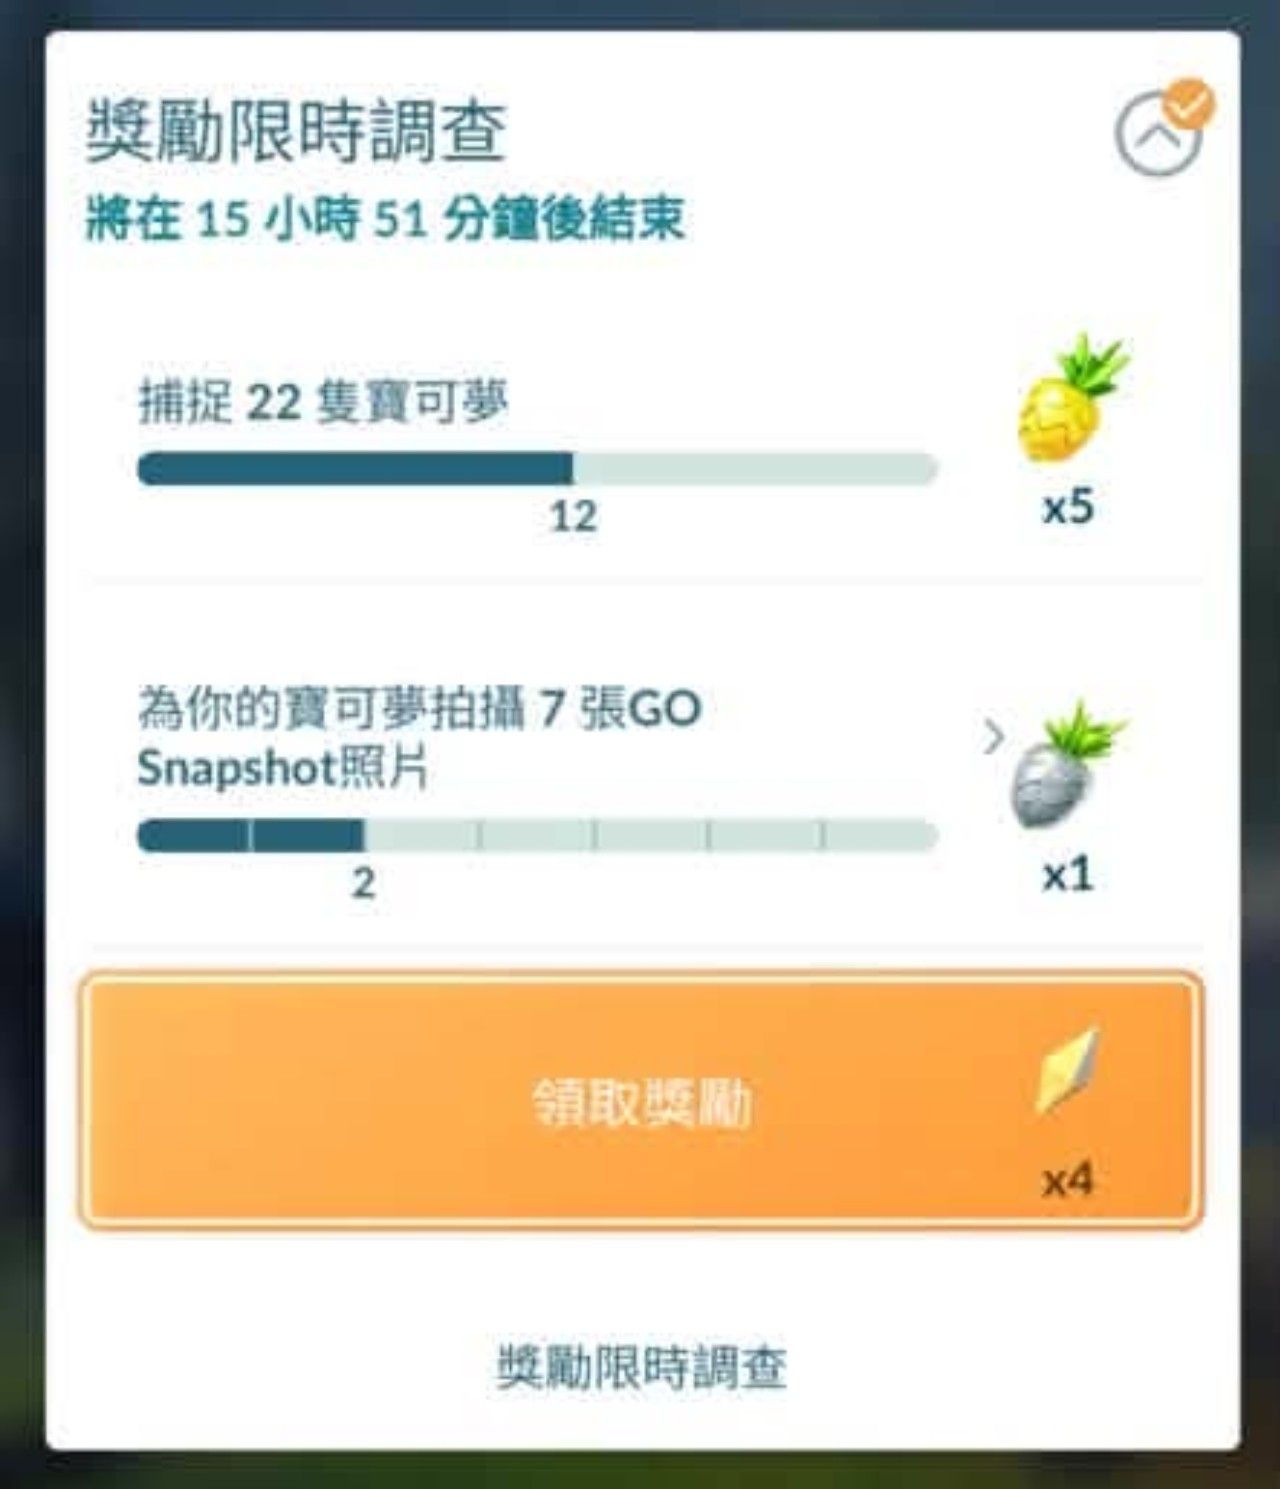 獎勵限時調查
將在 15 小時 51 分鐘後結束
捕捉 22 隻寶可夢
12
x5
為你的寶可夢拍攝 7 張GO
Snapshot照片
2
x1
領取獎勵
x4
獎勵限時調查